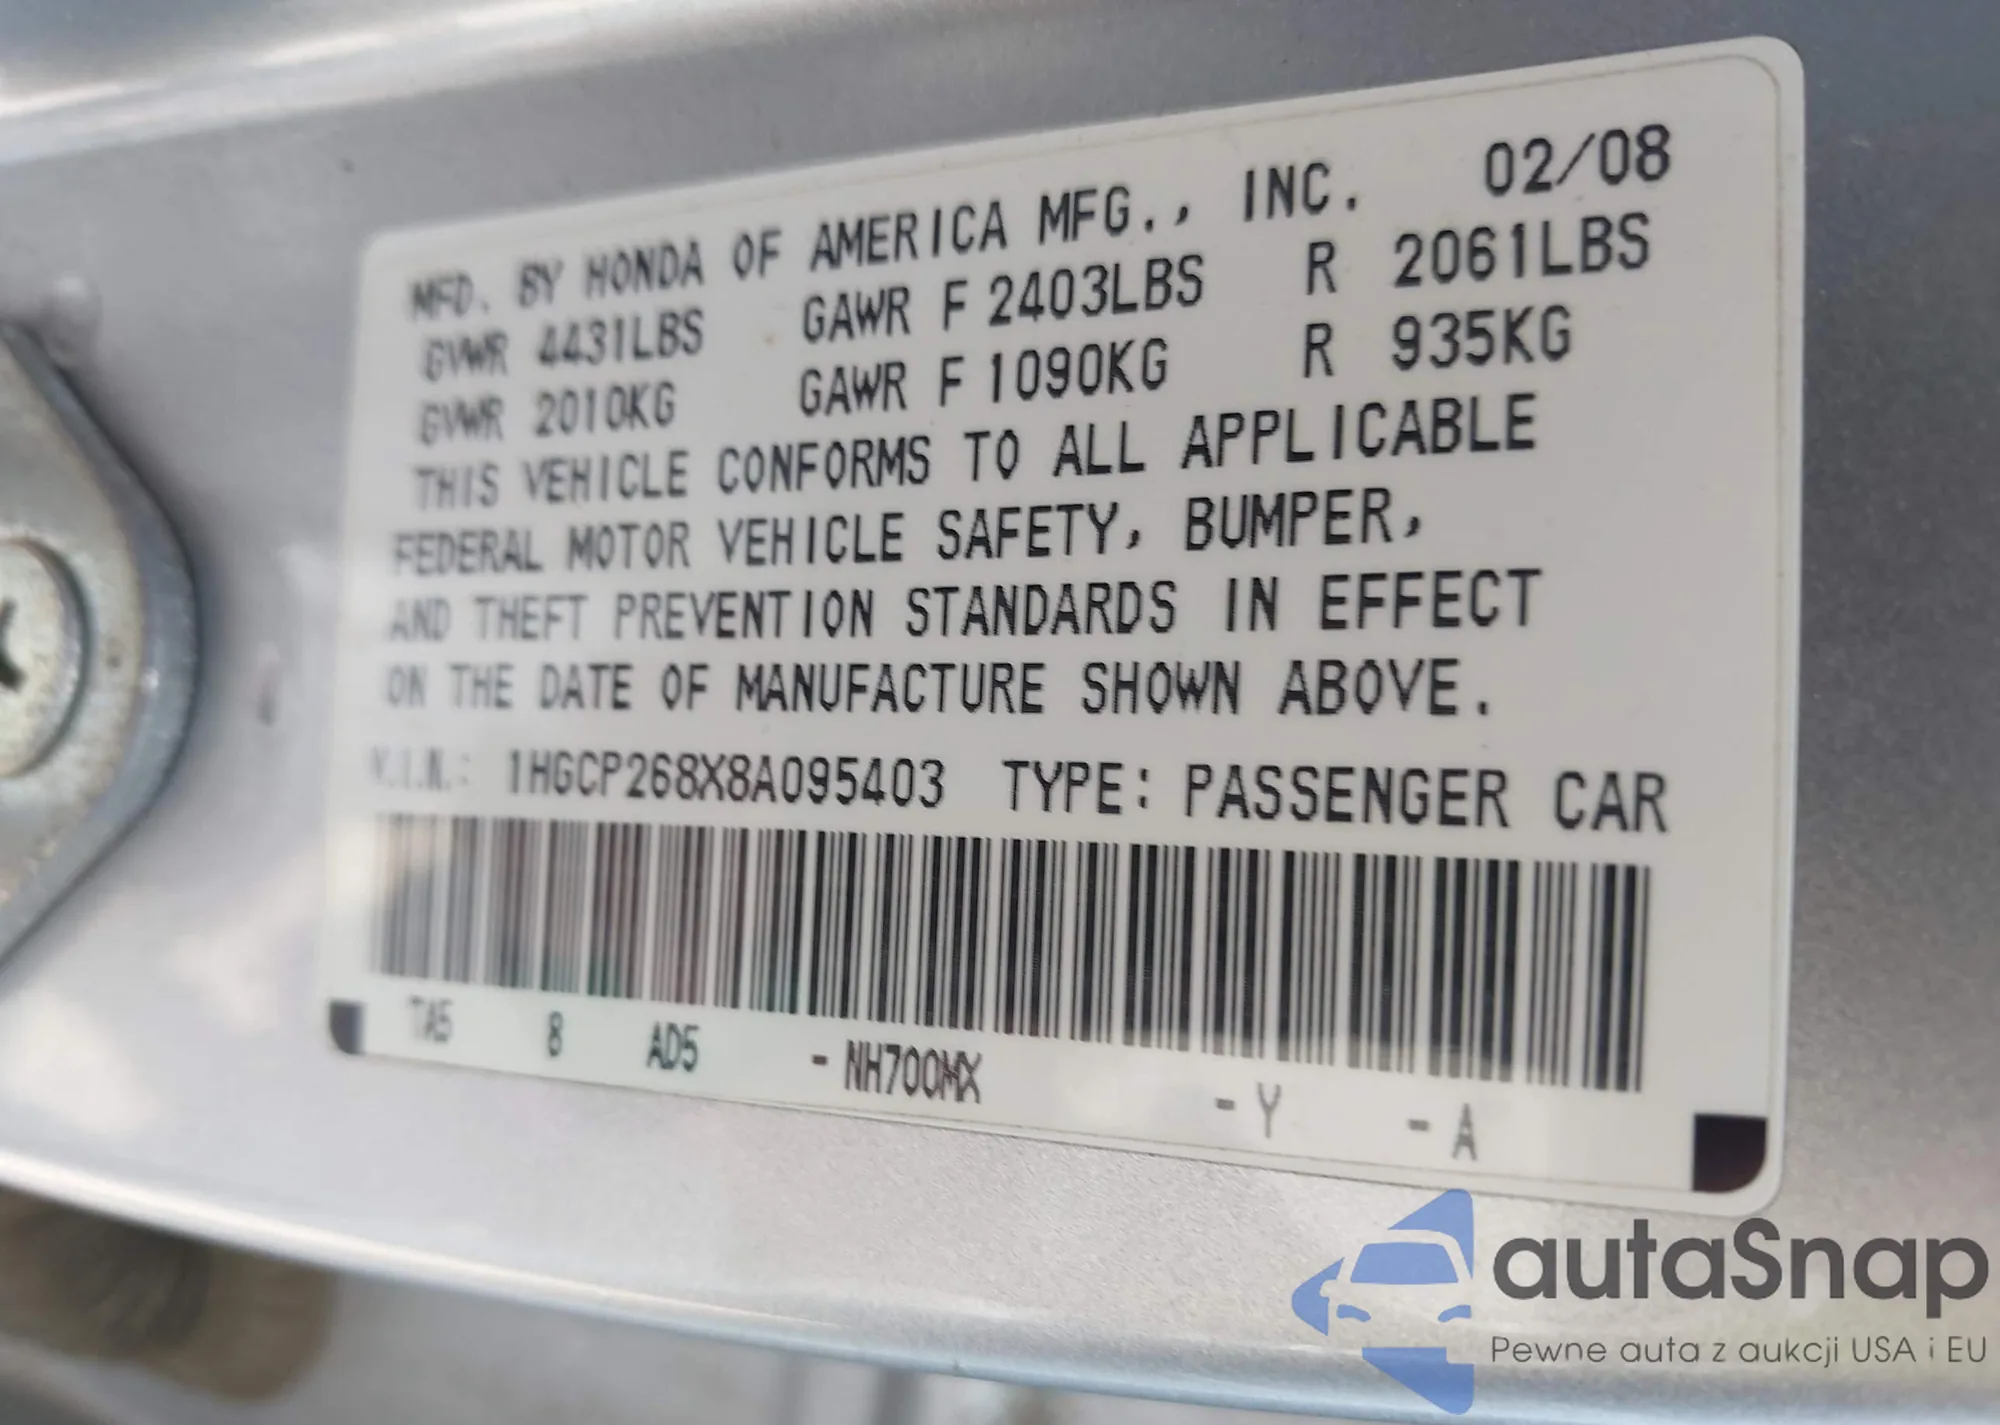 MFD. BY HONDA OF AMERICA MFG., INC. 02/08
GVWR 4431LBS GAWR F 2403LBS R 2061LBS
GVWR 2010KG GAWR F 1090KG R 935KG
THIS VEHICLE CONFORMS TO ALL APPLICABLE
FEDERAL MOTOR VEHICLE SAFETY, BUMPER,
AND THEFT PREVENTION STANDARDS IN EFFECT
ON THE DATE OF MANUFACTURE SHOWN ABOVE.
V.I.N.: 1HGCP268X8A095403 TYPE: PASSENGER CAR
TA5 8 AD5 -NH700MX -Y -A
autaSnap
Pewne auta z aukcji USA i EU